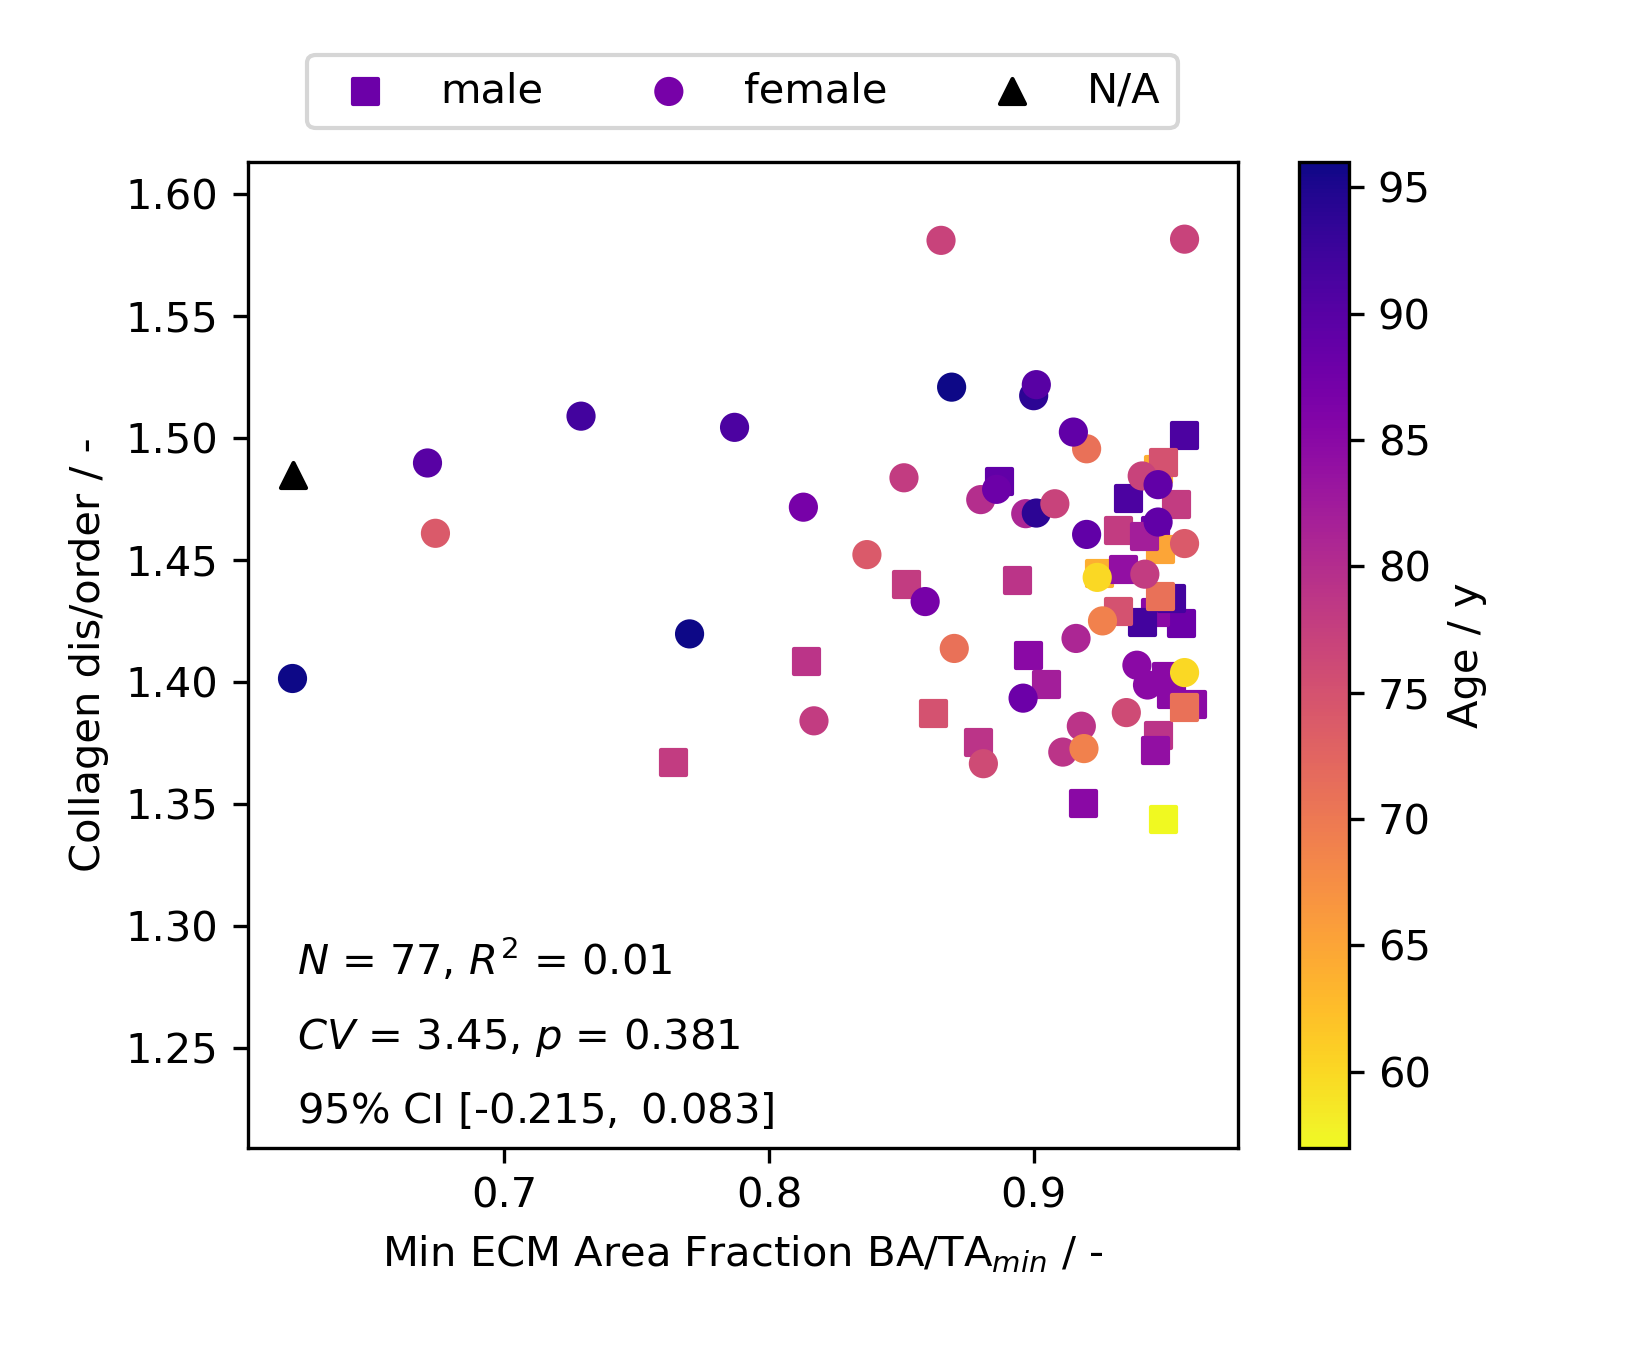 male female N/A
1.60
1.55
1.50
1.45
1.40
1.35
1.30
1.25
Collagen dis/order / -
N = 77, R² = 0.01
CV = 3.45, p = 0.381
95% CI [-0.215, 0.083]
0.7 0.8 0.9
Min ECM Area Fraction BA/TAmin / -
95
90
85
80
75
70
65
60
Age / y